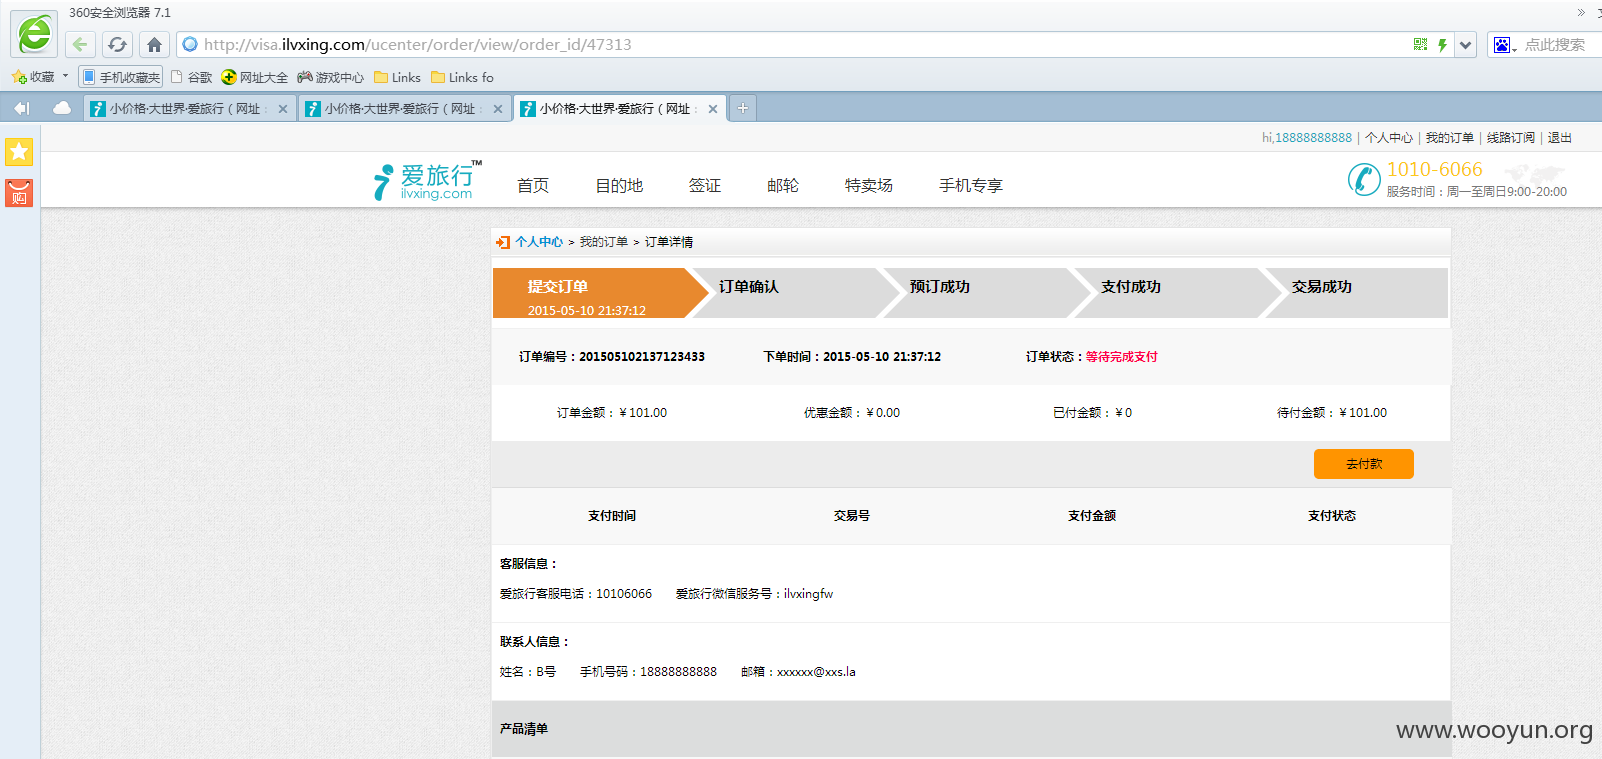 360安全浏览器 7.1
http://visa.ilvxing.com/ucenter/order/view/order_id/47313
点此搜索
收藏 手机收藏夹 谷歌 网址大全 游戏中心 Links Links fo
小价格·大世界·爱旅行（网址： 小价格·大世界·爱旅行（网址： 小价格·大世界·爱旅行（网址：
hi,18888888888 | 个人中心 | 我的订单 | 线路订阅 | 退出
购
爱旅行™
ilvxing.com
首页 目的地 签证 邮轮 特卖场 手机专享
1010-6066
服务时间：周一至周日9:00-20:00
个人中心 > 我的订单 > 订单详情
提交订单 订单确认 预订成功 支付成功 交易成功
2015-05-10 21:37:12
订单编号：201505102137123433 下单时间：2015-05-10 21:37:12 订单状态：等待完成支付
订单金额：￥101.00 优惠金额：￥0.00 已付金额：￥0 待付金额：￥101.00
去付款
支付时间 交易号 支付金额 支付状态
客服信息：
爱旅行客服电话：10106066 爱旅行微信服务号：ilvxingfw
联系人信息：
姓名：B号 手机号码：18888888888 邮箱：xxxxxx@xxs.la
产品清单
www.wooyun.org